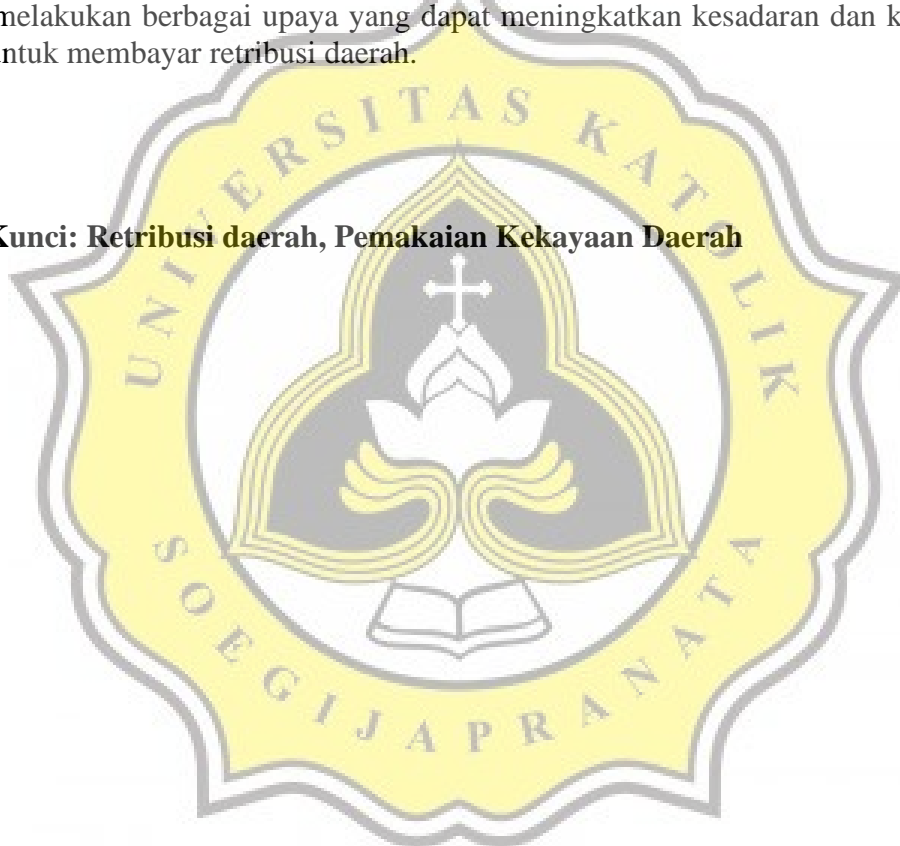 melakukan berbagai upaya yang dapat meningkatkan kesadaran dan k
untuk membayar retribusi daerah.
UNIVERSITAS KATOLIK
Kunci: Retribusi daerah, Pemakaian Kekayaan Daerah
SOEGIJAPRANATA